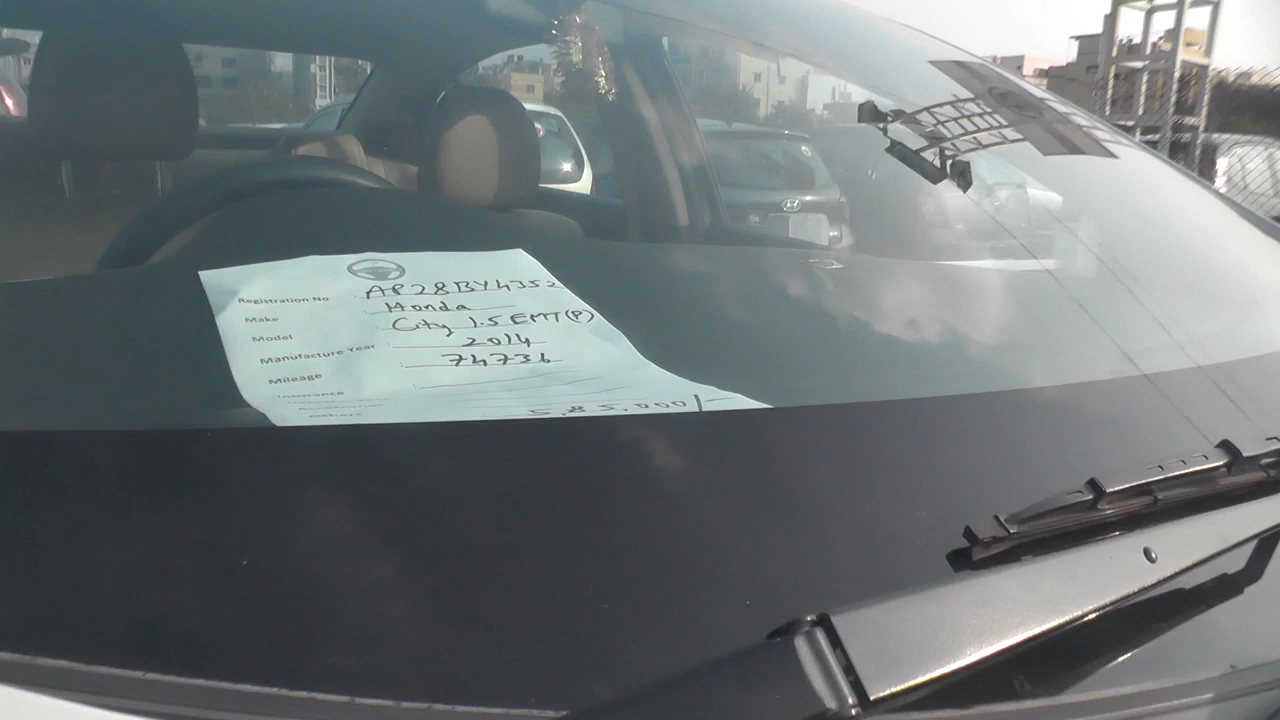 Registration No AP28BY4352
Make Honda
Model City 1.5 EMT(P)
Manufacture Year : 2014
Mileage : 74736
Insurance :
5,85,000/-